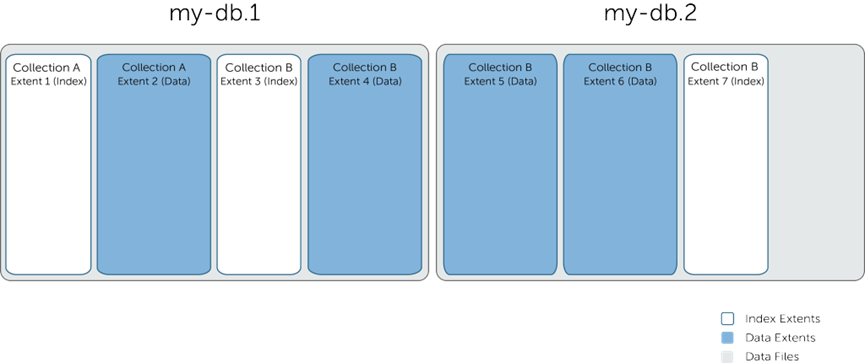 my-db.1
my-db.2
Collection A
Extent 1 (Index)
Collection A
Extent 2 (Data)
Collection B
Extent 3 (Index)
Collection B
Extent 4 (Data)
Collection B
Extent 5 (Data)
Collection B
Extent 6 (Data)
Collection B
Extent 7 (Index)
Index Extents
Data Extents
Data Files